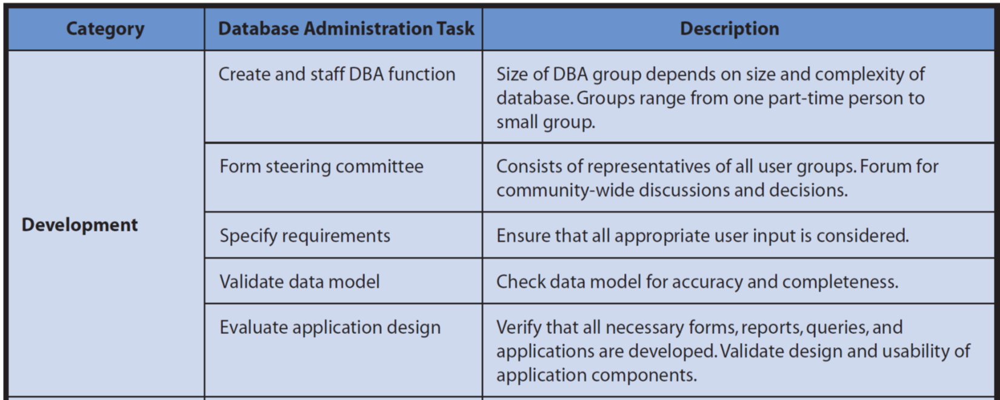 Category
Database Administration Task
Description
Development
Create and staff DBA function
Size of DBA group depends on size and complexity of
database. Groups range from one part-time person to
small group.
Form steering committee
Consists of representatives of all user groups. Forum for
community-wide discussions and decisions.
Specify requirements
Ensure that all appropriate user input is considered.
Validate data model
Check data model for accuracy and completeness.
Evaluate application design
Verify that all necessary forms, reports, queries, and
applications are developed. Validate design and usability of
application components.